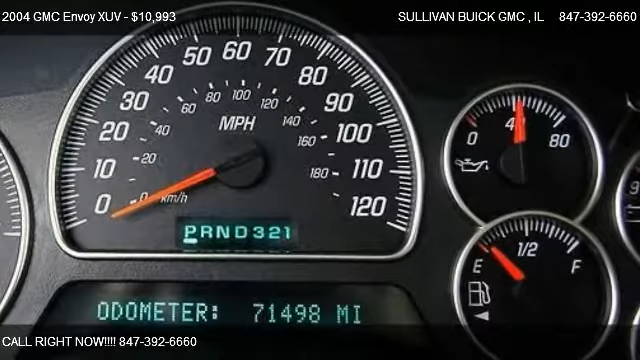 2004 GMC Envoy XUV - $10,993
SULLIVAN BUICK GMC , IL 847-392-6660
0 10 20 30 40 50 60 70 80 90 100 110 120
0 20 40 60 80 100 120 140 160 180
MPH
km/h
PRND321
0 40 80
E 1/2 F
ODOMETER: 71498 MI
CALL RIGHT NOW!!!! 847-392-6660